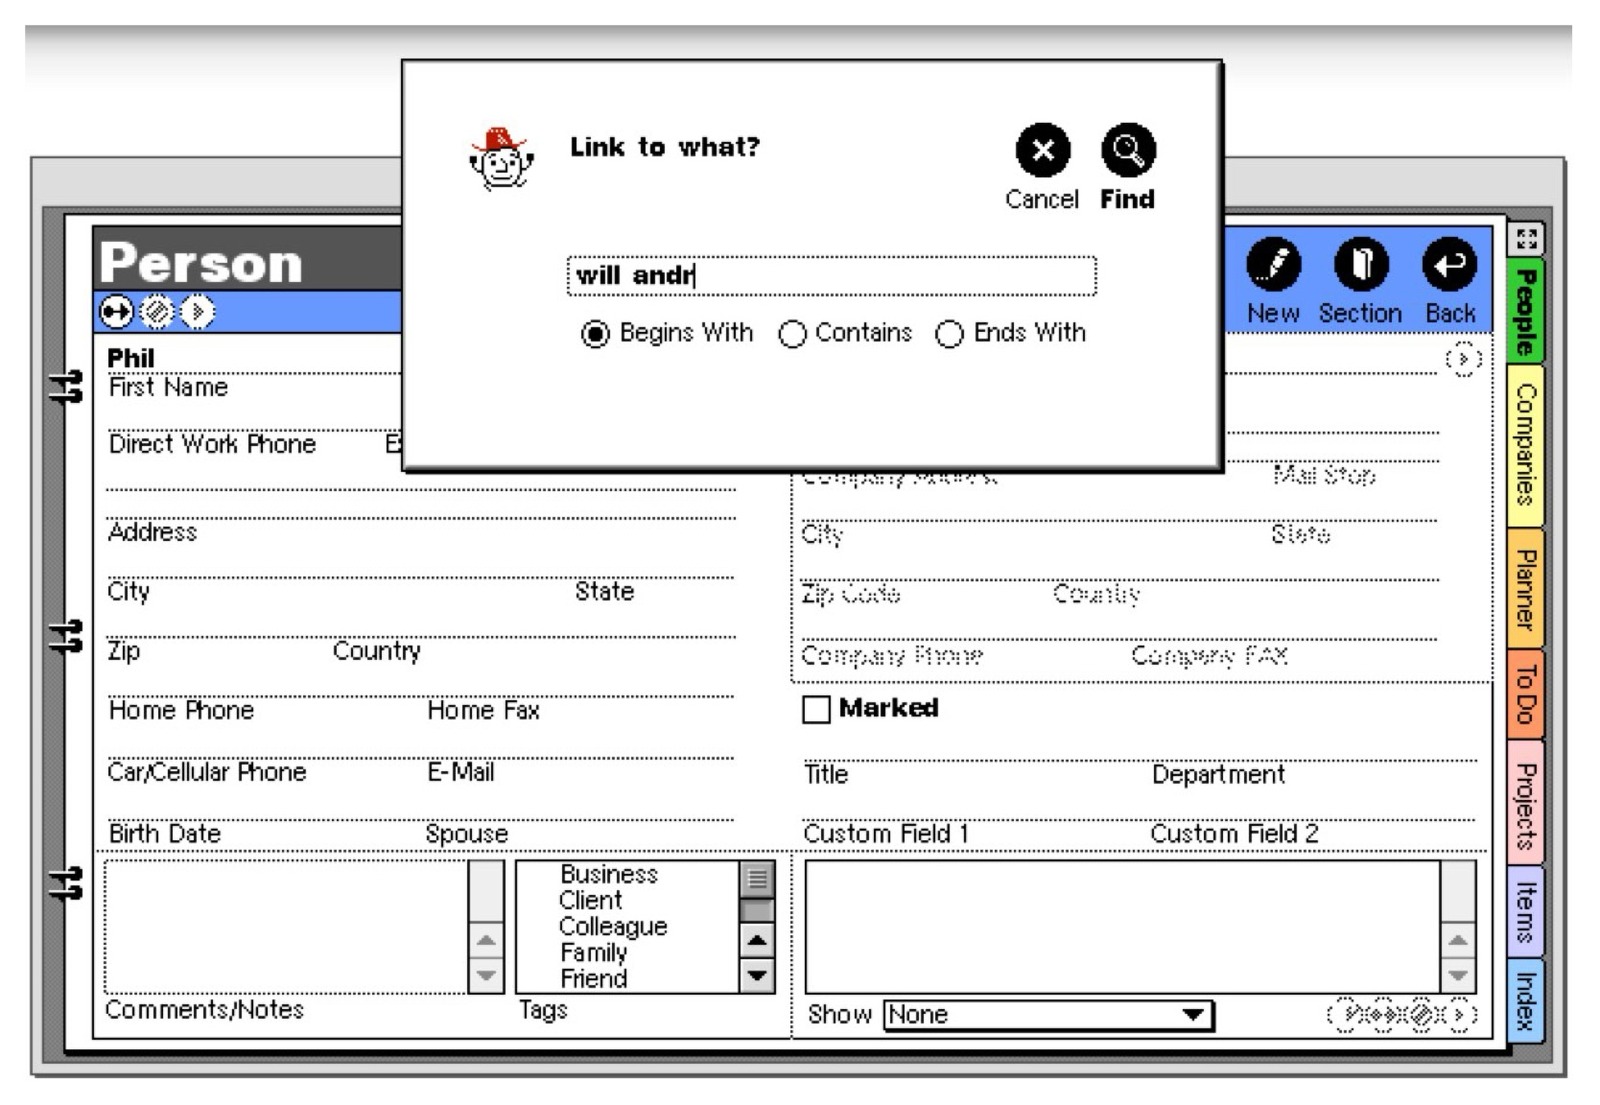 Link to what?
Cancel Find
will andr
Begins With Contains Ends With
Person
New Section Back
Phil
First Name
Direct Work Phone
Company Address Mail Stop
Address
City State
City State
Zip Code Country
Zip Country
Company Phone Company FAX
Home Phone Home Fax
Marked
Car/Cellular Phone E-Mail
Title Department
Birth Date Spouse
Custom Field 1 Custom Field 2
Business
Client
Colleague
Family
Friend
Comments/Notes Tags
Show None
People
Companies
Planner
To Do
Projects
Items
Index